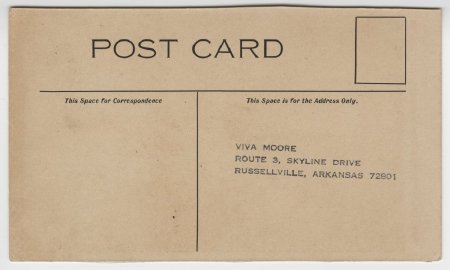 POST CARD
This Space for Correspondence
This Space is for the Address Only.
VIVA MOORE
ROUTE 3, SKYLINE DRIVE
RUSSELLVILLE, ARKANSAS 72801